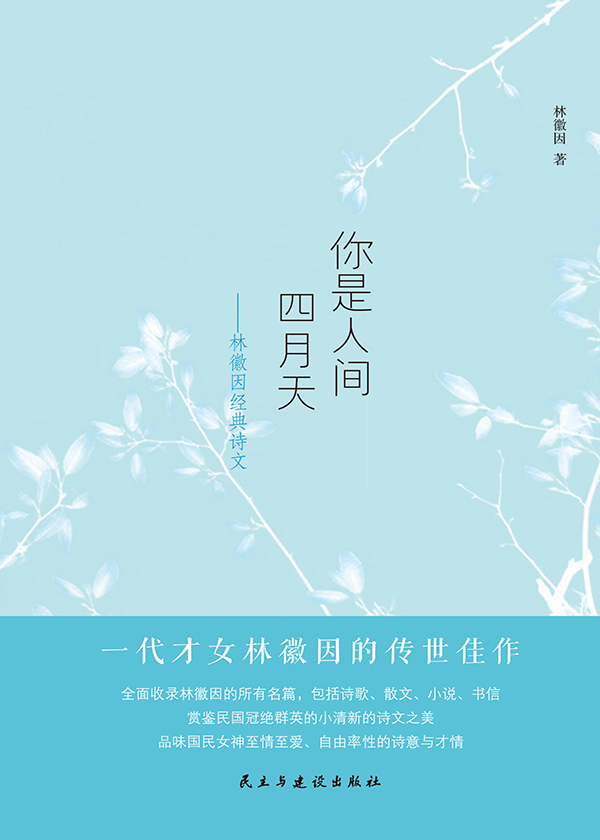 林徽因 著
你是人间
四月天
——林徽因经典诗文
一代才女林徽因的传世佳作
全面收录林徽因的所有名篇，包括诗歌、散文、小说、书信
赏鉴民国冠绝群英的小清新的诗文之美
品味国民女神至情至爱、自由率性的诗意与才情
民主与建设出版社